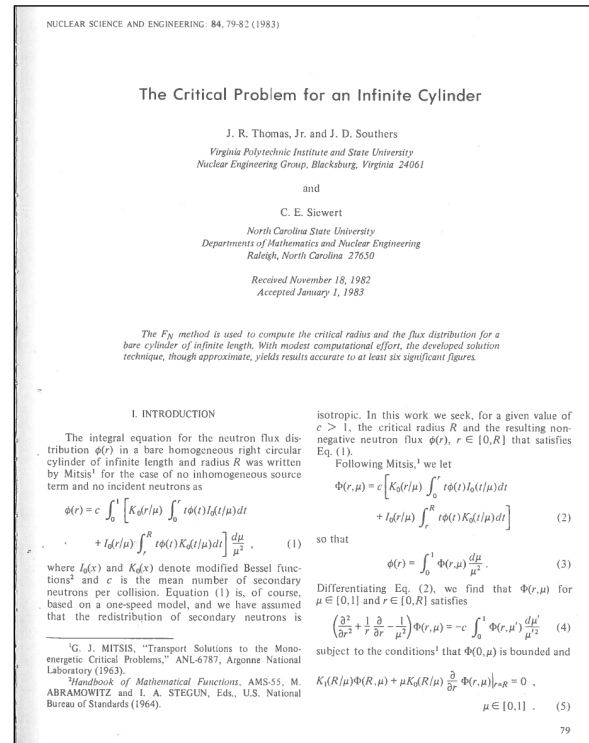 NUCLEAR SCIENCE AND ENGINEERING: 84, 79-82 (1983)
The Critical Problem for an Infinite Cylinder
J. R. Thomas, Jr. and J. D. Southers
Virginia Polytechnic Institute and State University
Nuclear Engineering Group, Blacksburg, Virginia 24061
and
C. E. Siewert
North Carolina State University
Departments of Mathematics and Nuclear Engineering
Raleigh, North Carolina 27650
Received November 18, 1982
Accepted January 1, 1983
The F_N method is used to compute the critical radius and the flux distribution for a
bare cylinder of infinite length. With modest computational effort, the developed solution
technique, though approximate, yields results accurate to at least six significant figures.
I. INTRODUCTION
The integral equation for the neutron flux dis-
tribution ϕ(r) in a bare homogeneous right circular
cylinder of infinite length and radius R was written
by Mitsis¹ for the case of no inhomogeneous source
term and no incident neutrons as
ϕ(r) = c ∫₀¹ [K₀(r/μ) ∫₀ʳ tϕ(t)I₀(t/μ)dt
+ I₀(r/μ) ∫ᵣᴿ tϕ(t)K₀(t/μ)dt] dμ/μ² , (1)
where I₀(x) and K₀(x) denote modified Bessel func-
tions² and c is the mean number of secondary
neutrons per collision. Equation (1) is, of course,
based on a one-speed model, and we have assumed
that the redistribution of secondary neutrons is
¹G. J. MITSIS, "Transport Solutions to the Mono-
energetic Critical Problems," ANL-6787, Argonne National
Laboratory (1963).
²Handbook of Mathematical Functions, AMS-55, M.
ABRAMOWITZ and I. A. STEGUN, Eds., U.S. National
Bureau of Standards (1964).
isotropic. In this work we seek, for a given value of
c > 1, the critical radius R and the resulting non-
negative neutron flux ϕ(r), r ∈ [0,R] that satisfies
Eq. (1).
Following Mitsis,¹ we let
Φ(r,μ) = c [K₀(r/μ) ∫₀ʳ tϕ(t)I₀(t/μ)dt
+ I₀(r/μ) ∫ᵣᴿ tϕ(t)K₀(t/μ)dt] (2)
so that
ϕ(r) = ∫₀¹ Φ(r,μ) dμ/μ² . (3)
Differentiating Eq. (2), we find that Φ(r,μ) for
μ ∈ [0,1] and r ∈ [0,R] satisfies
(∂²/∂r² + 1/r ∂/∂r − 1/μ²) Φ(r,μ) = −c ∫₀¹ Φ(r,μ′) dμ′/μ′² (4)
subject to the conditions¹ that Φ(0,μ) is bounded and
K₁(R/μ)Φ(R,μ) + μK₀(R/μ) ∂/∂r Φ(r,μ)|ᵣ₌R = 0 ,
μ ∈ [0,1] . (5)
79